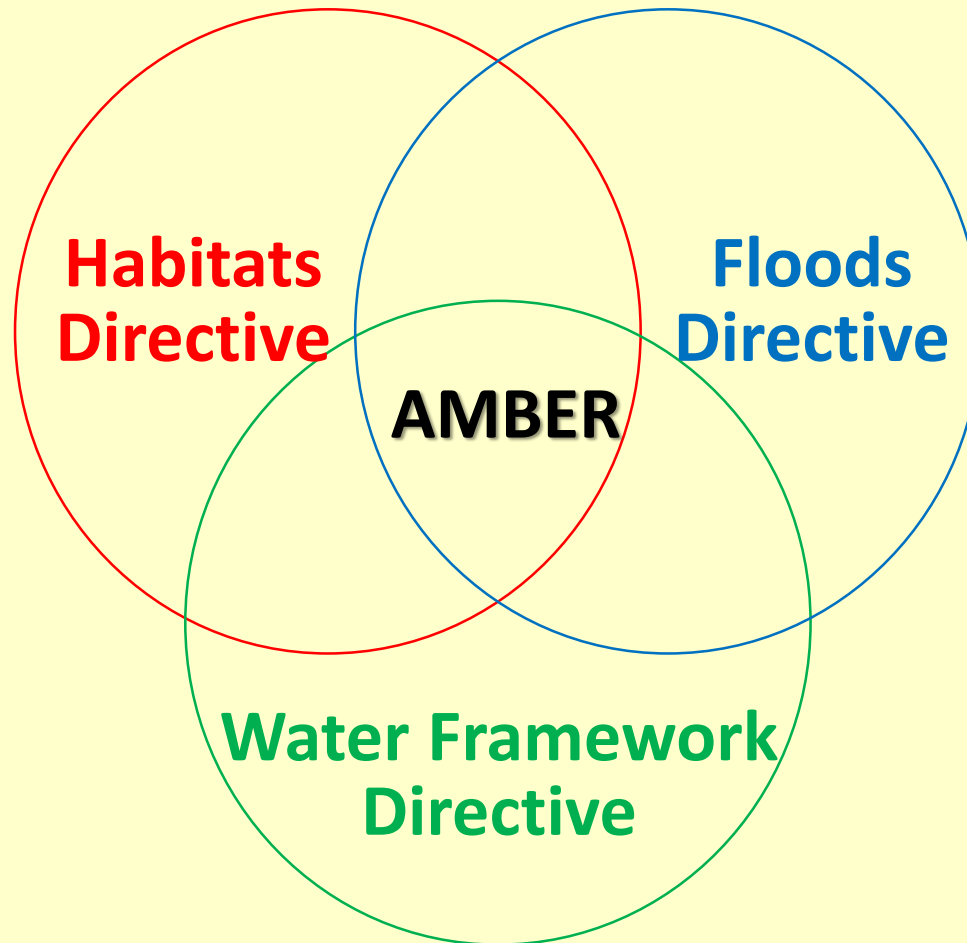 Habitats
Directive
Floods
Directive
AMBER
Water Framework
Directive